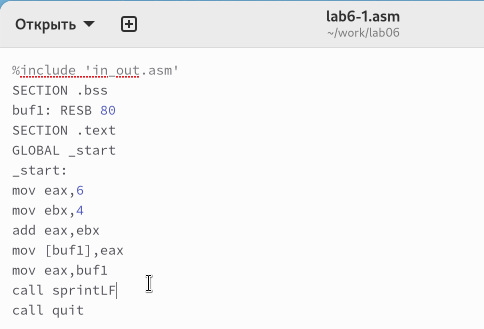 Открыть
lab6-1.asm
~/work/lab06
%include 'in_out.asm'
SECTION .bss
buf1: RESB 80
SECTION .text
GLOBAL _start
_start:
mov eax,6
mov ebx,4
add eax,ebx
mov [buf1],eax
mov eax,buf1
call sprintLF
call quit